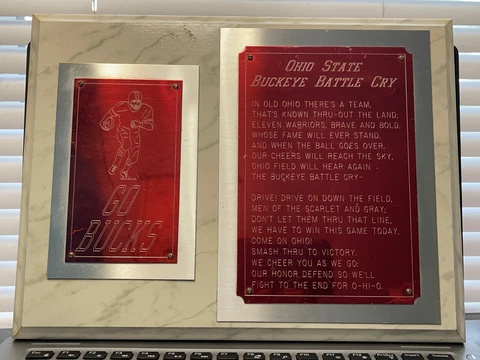 GO
BUCKS
OHIO STATE
BUCKEYE BATTLE CRY
IN OLD OHIO THERE'S A TEAM,
THAT'S KNOWN THRU-OUT THE LAND;
ELEVEN WARRIORS, BRAVE AND BOLD,
WHOSE FAME WILL EVER STAND,
AND WHEN THE BALL GOES OVER,
OUR CHEERS WILL REACH THE SKY,
OHIO FIELD WILL HEAR AGAIN
THE BUCKEYE BATTLE CRY-
DRIVE! DRIVE ON DOWN THE FIELD,
MEN OF THE SCARLET AND GRAY;
DON'T LET THEM THRU THAT LINE,
WE HAVE TO WIN THIS GAME TODAY,
COME ON OHIO!
SMASH THRU TO VICTORY,
WE CHEER YOU AS WE GO;
OUR HONOR DEFEND SO WE'LL
FIGHT TO THE END FOR O-HI-O.